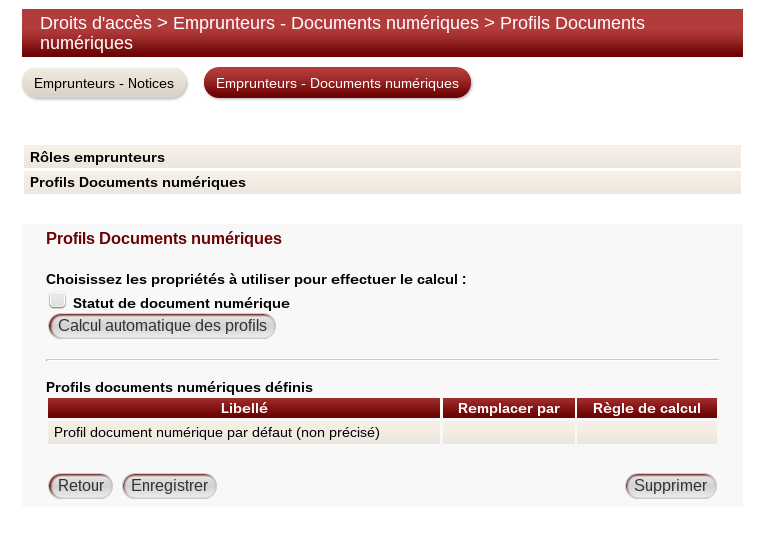 Droits d'accès > Emprunteurs - Documents numériques > Profils Documents
numériques
Emprunteurs - Notices
Emprunteurs - Documents numériques
Rôles emprunteurs
Profils Documents numériques
Profils Documents numériques
Choisissez les propriétés à utiliser pour effectuer le calcul :
Statut de document numérique
Calcul automatique des profils
Profils documents numériques définis
Libellé Remplacer par Règle de calcul
Profil document numérique par défaut (non précisé)
Retour Enregistrer Supprimer